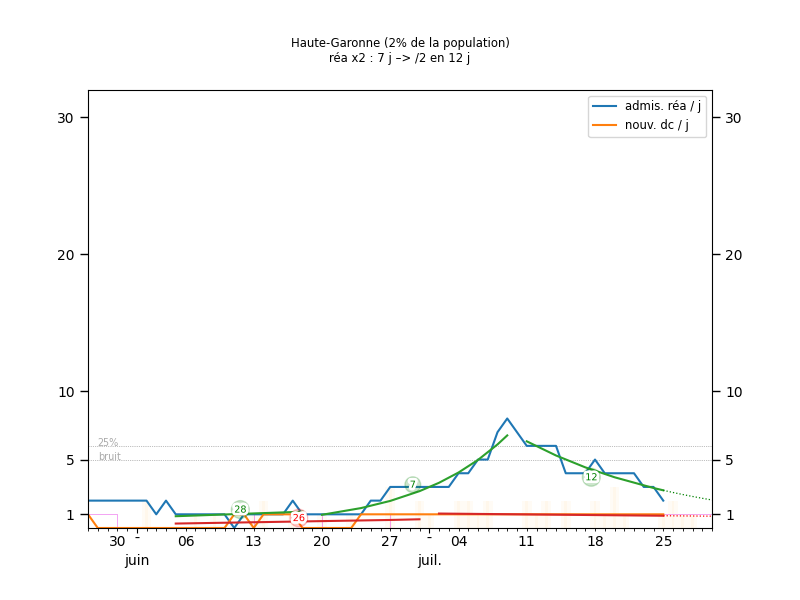 Haute-Garonne (2% de la population)
réa x2 : 7 j –> /2 en 12 j
admis. réa / j
nouv. dc / j
30 30
20 20
10 10
25%
bruit
5 5
7
12
28
26
1 1
30 - 06 13 20 27 - 04 11 18 25
juin juil.